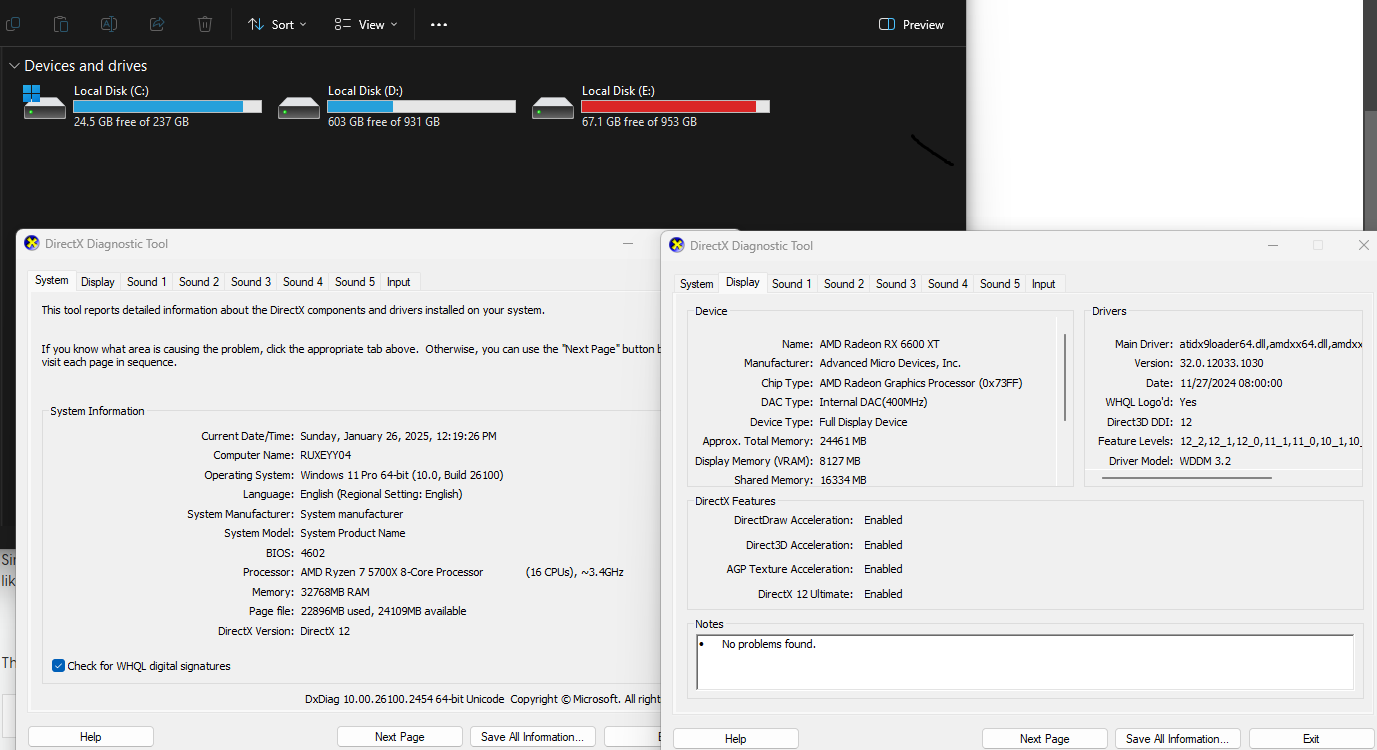 Sort
View
Preview
Devices and drives
Local Disk (C:)
24.5 GB free of 237 GB
Local Disk (D:)
603 GB free of 931 GB
Local Disk (E:)
67.1 GB free of 953 GB
DirectX Diagnostic Tool
System Display Sound 1 Sound 2 Sound 3 Sound 4 Sound 5 Input
This tool reports detailed information about the DirectX components and drivers installed on your system.
If you know what area is causing the problem, click the appropriate tab above.  Otherwise, you can use the "Next Page" button b
visit each page in sequence.
System Information
Current Date/Time: Sunday, January 26, 2025, 12:19:26 PM
Computer Name: RUXEYY04
Operating System: Windows 11 Pro 64-bit (10.0, Build 26100)
Language: English (Regional Setting: English)
System Manufacturer: System manufacturer
System Model: System Product Name
BIOS: 4602
Processor: AMD Ryzen 7 5700X 8-Core Processor (16 CPUs), ~3.4GHz
Memory: 32768MB RAM
Page file: 22896MB used, 24109MB available
DirectX Version: DirectX 12
Check for WHQL digital signatures
DxDiag 10.00.26100.2454 64-bit Unicode  Copyright © Microsoft. All right
Help
Next Page
Save All Information...
DirectX Diagnostic Tool
System Display Sound 1 Sound 2 Sound 3 Sound 4 Sound 5 Input
Device
Name: AMD Radeon RX 6600 XT
Manufacturer: Advanced Micro Devices, Inc.
Chip Type: AMD Radeon Graphics Processor (0x73FF)
DAC Type: Internal DAC(400MHz)
Device Type: Full Display Device
Approx. Total Memory: 24461 MB
Display Memory (VRAM): 8127 MB
Shared Memory: 16334 MB
Drivers
Main Driver: atidx9loader64.dll,amdxx64.dll,amdxx
Version: 32.0.12033.1030
Date: 11/27/2024 08:00:00
WHQL Logo'd: Yes
Direct3D DDI: 12
Feature Levels: 12_2,12_1,12_0,11_1,11_0,10_1,10_
Driver Model: WDDM 3.2
DirectX Features
DirectDraw Acceleration: Enabled
Direct3D Acceleration: Enabled
AGP Texture Acceleration: Enabled
DirectX 12 Ultimate: Enabled
Notes
• No problems found.
Help
Next Page
Save All Information...
Exit